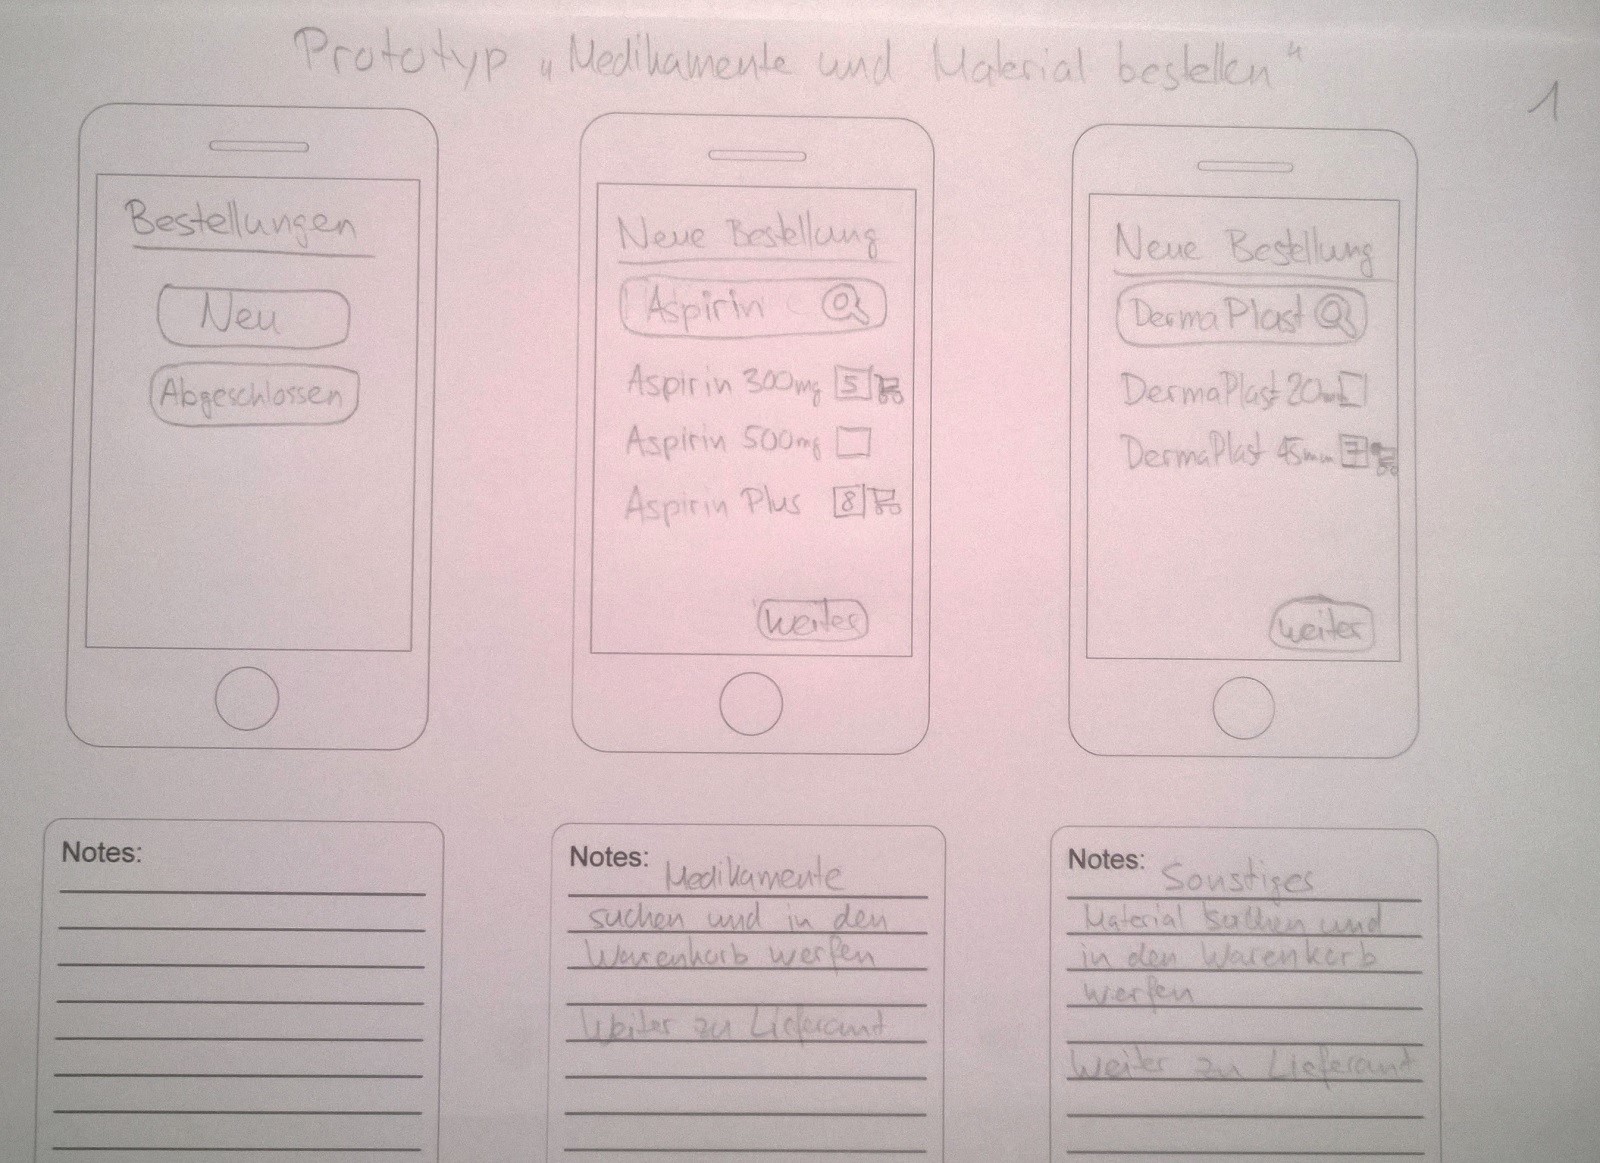 Prototyp „Medikamente und Material bestellen“
1
Bestellungen
Neu
Abgeschlossen
Neue Bestellung
Aspirin
Aspirin 300mg 5
Aspirin 500mg
Aspirin Plus 8
Weiter
Neue Bestellung
DermaPlast
DermaPlast 20mm
DermaPlast 45mm 7
Weiter
Notes:
Notes: Medikamente
suchen und in den
Warenkorb werfen
Weiter zu Lieferant
Notes: Sonstiges
Material suchen und
in den Warenkorb
werfen
Weiter zu Lieferant